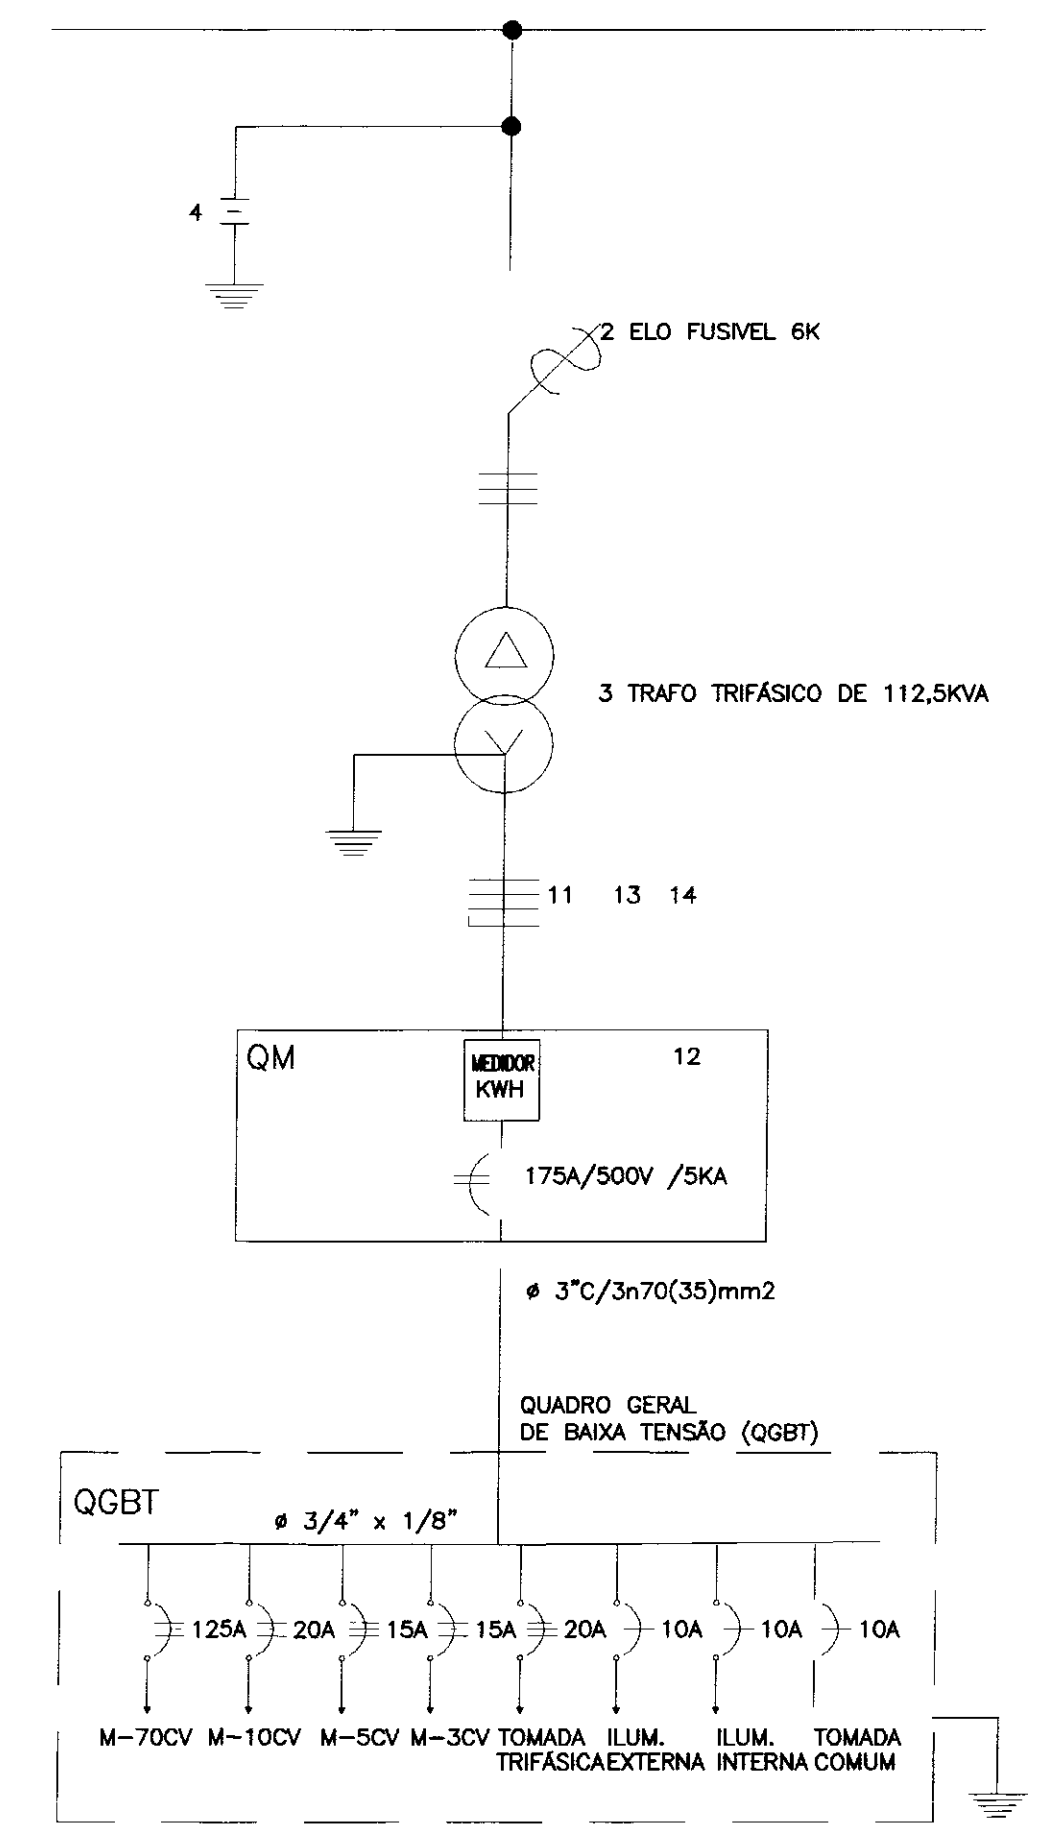 4
2 ELO FUSIVEL 6K
3 TRAFO TRIFÁSICO DE 112,5KVA
11 13 14
QM
MEDIDOR
KWH
12
175A/500V /5KA
ø 3"C/3n70(35)mm2
QUADRO GERAL
DE BAIXA TENSÃO (QGBT)
QGBT
ø 3/4" x 1/8"
125A 20A 15A 15A 20A 10A 10A 10A
M-70CV M-10CV M-5CV M-3CV TOMADA ILUM. ILUM. TOMADA
TRIFÁSICA EXTERNA INTERNA COMUM